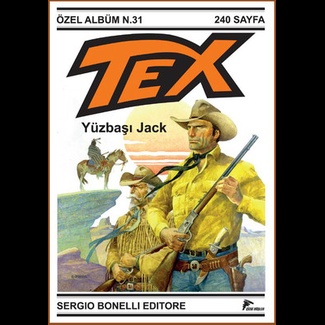 ÖZEL ALBÜM N.31
240 SAYFA
TEX
Yüzbaşı Jack
SERGIO BONELLI EDITORE